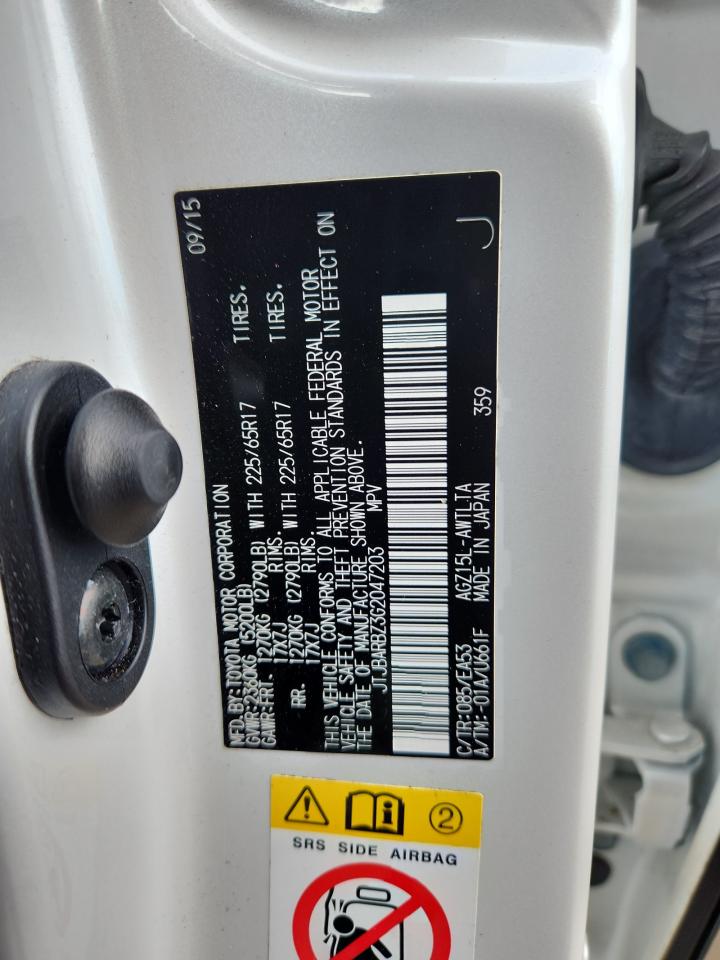 MFD.BY:TOYOTA MOTOR CORPORATION 09/15
GVWR:2360KG (5200LB)
GAWR:FRT - 1270KG (2790LB) WITH 225/65R17 TIRES.
17X7J RIMS.
RR. 1270KG (2790LB) WITH 225/65R17 TIRES.
17X7J RIMS.
THIS VEHICLE CONFORMS TO ALL APPLICABLE FEDERAL MOTOR
VEHICLE SAFETY AND THEFT PREVENTION STANDARDS IN EFFECT ON
THE DATE OF MANUFACTURE SHOWN ABOVE.
JTJBARBZ3G2047203 MPV
C/TR:085/EA53 AGZ15L-AWTLTA
A/TM:-01A/U661F MADE IN JAPAN 359 J
2
SRS SIDE AIRBAG